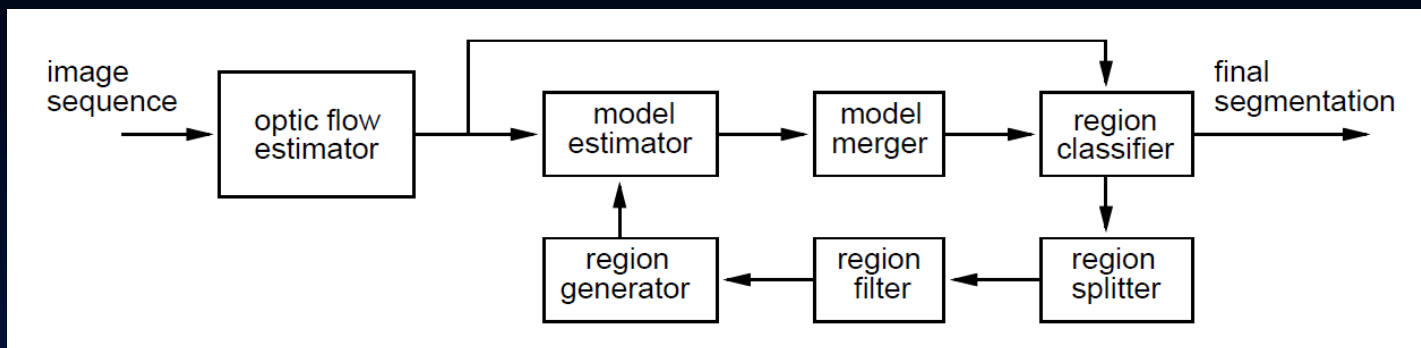 image
sequence
optic flow
estimator
model
estimator
model
merger
region
classifier
final
segmentation
region
generator
region
filter
region
splitter